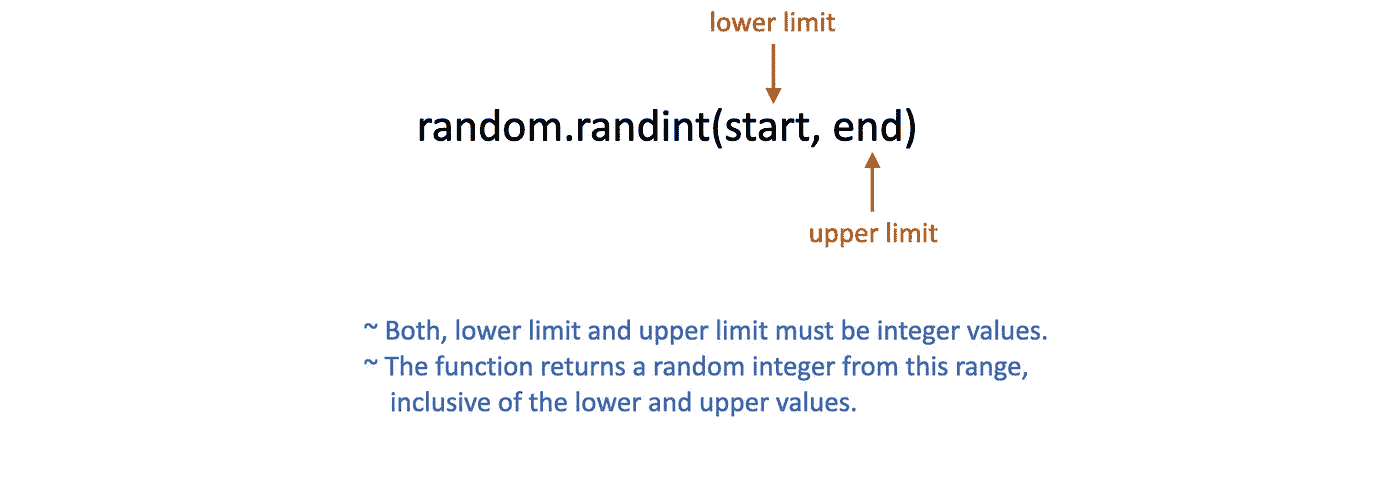 lower limit
random.randint(start, end)
upper limit
~ Both, lower limit and upper limit must be integer values.
~ The function returns a random integer from this range,
inclusive of the lower and upper values.